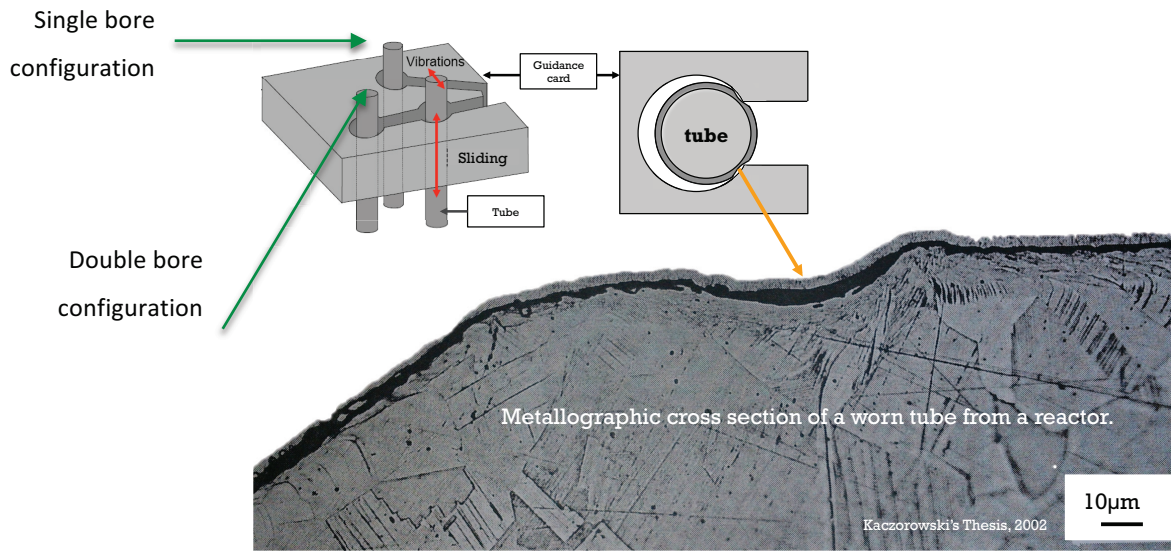 Single bore
configuration
Vibrations
Guidance
card
tube
Sliding
Tube
Double bore
configuration
Metallographic cross section of a worn tube from a reactor.
10µm
Kaczorowski's Thesis, 2002